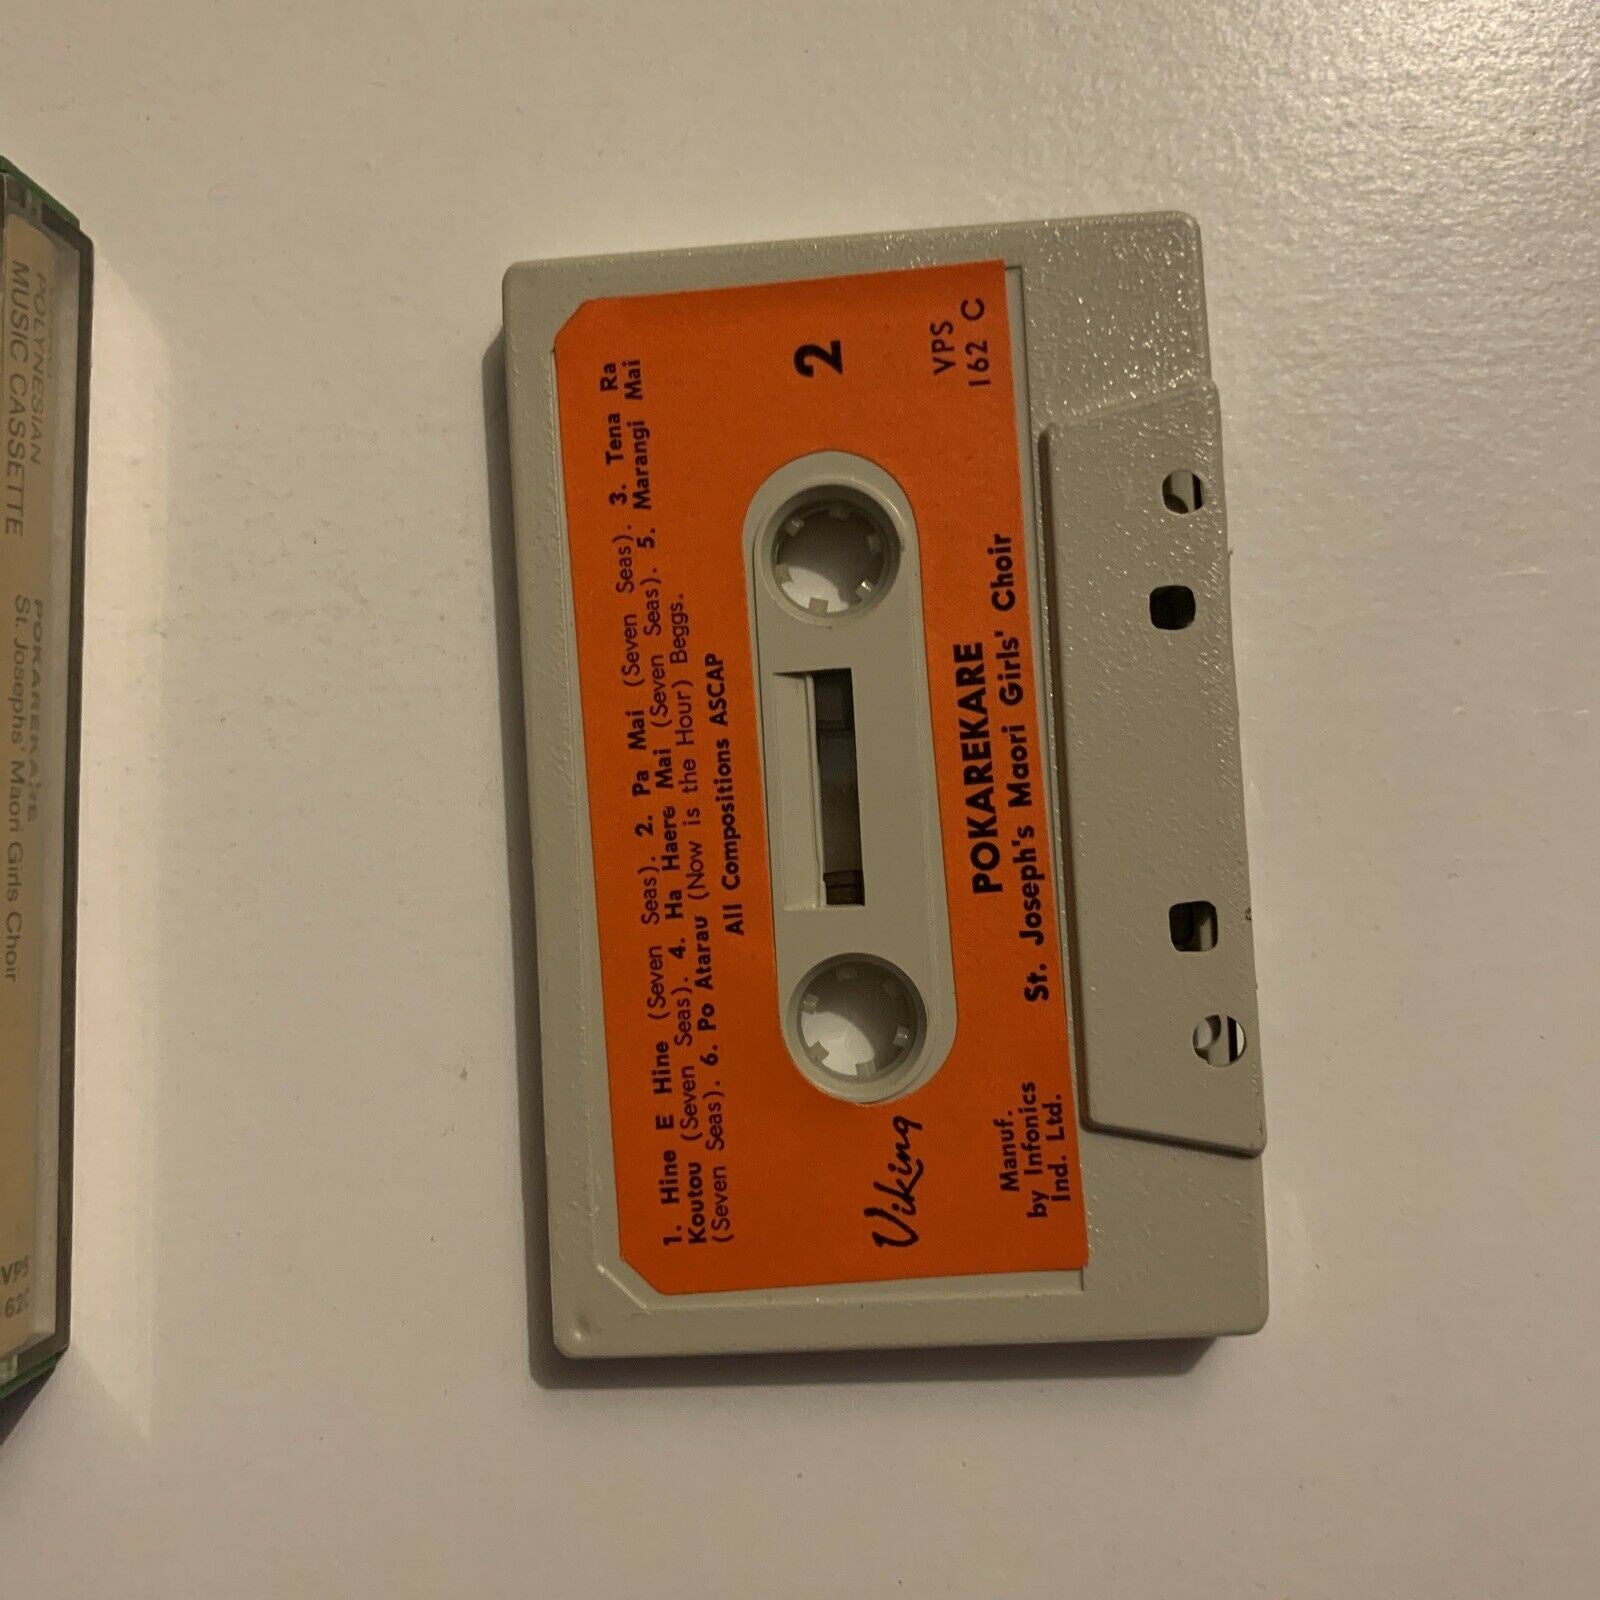 1. Hine E Hine (Seven Seas). 2. Pa Mai (Seven Seas). 3. Tena Ra
Koutou (Seven Seas). 4. Ha Haere Mai (Seven Seas). 5. Marangi Mai
(Seven Seas). 6. Po Atarau (Now is the Hour) Beggs.
All Compositions ASCAP
2
Viking
VPS
162 C
POKAREKARE
St. Joseph's Maori Girls' Choir
Manuf.
by Infonics
Ind. Ltd.
POLYNESIAN
MUSIC CASSETTE
POKAREKARE
St. Josephs' Maori Girls Choir
VPS